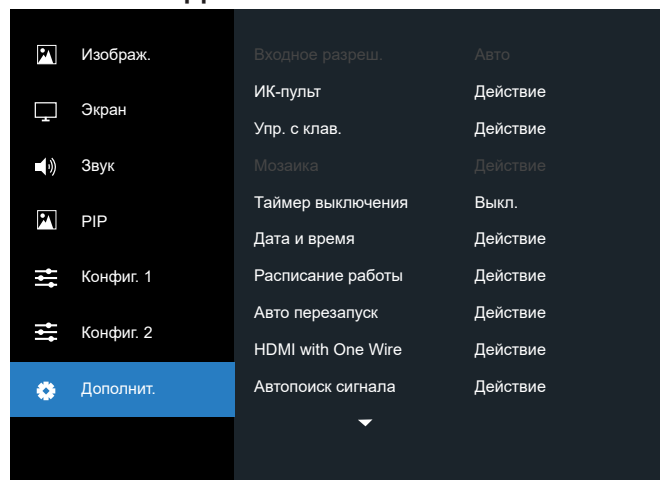 Изображ.
Экран
Звук
PIP
Конфиг. 1
Конфиг. 2
Дополнит.
Входное разреш. Авто
ИК-пульт Действие
Упр. с клав. Действие
Мозаика Действие
Таймер выключения Выкл.
Дата и время Действие
Расписание работы Действие
Авто перезапуск Действие
HDMI with One Wire Действие
Автопоиск сигнала Действие